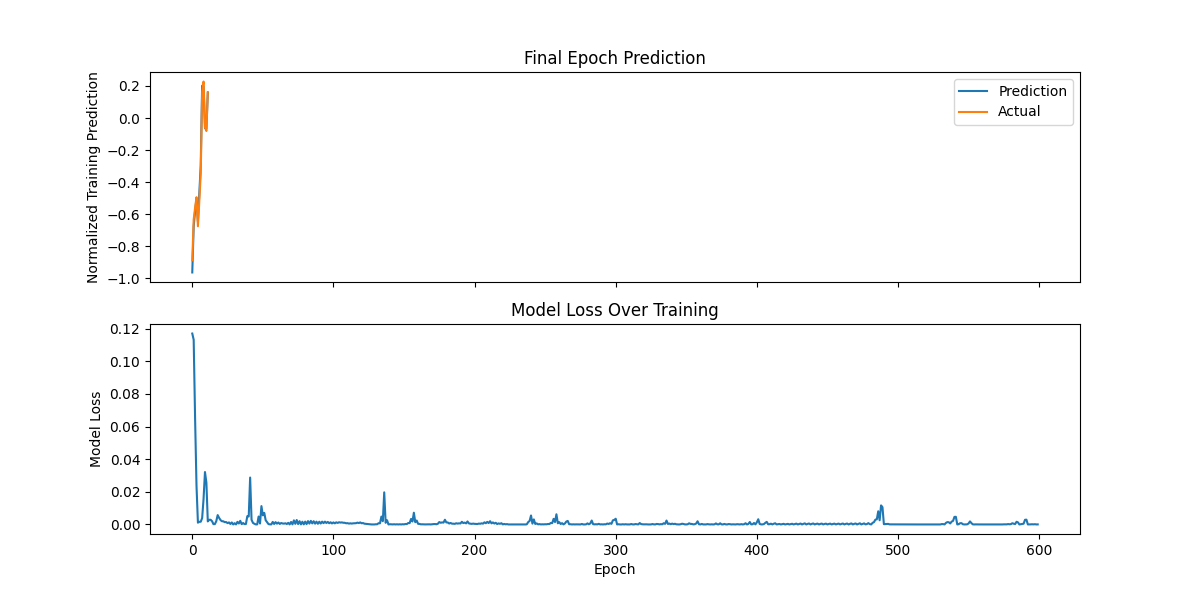 Final Epoch Prediction
Normalized Training Prediction
0.2
0.0
−0.2
−0.4
−0.6
−0.8
−1.0
Prediction
Actual
Model Loss Over Training
Model Loss
0.12
0.10
0.08
0.06
0.04
0.02
0.00
0 100 200 300 400 500 600
Epoch